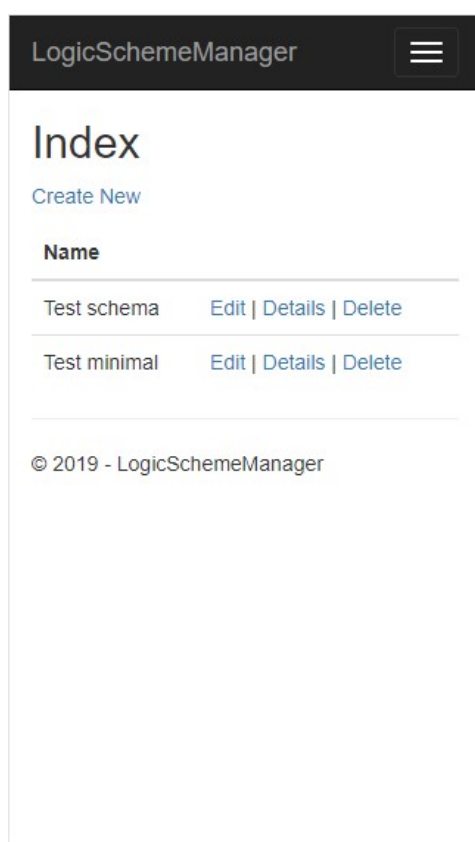 LogicSchemeManager
Index
Create New
Name
Test schema Edit | Details | Delete
Test minimal Edit | Details | Delete
© 2019 - LogicSchemeManager